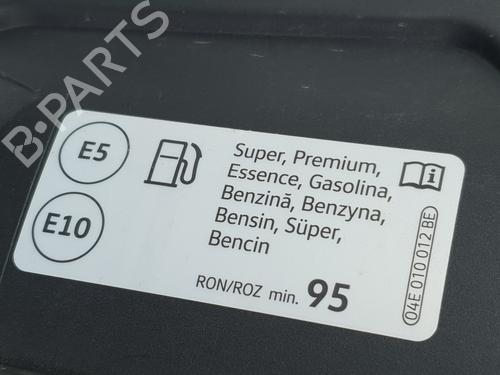 B-PARTS
E5
E10
Super, Premium,
Essence, Gasolina,
Benzină, Benzyna,
Bensin, Süper,
Bencin
RON/ROZ min. 95
04E 010 012 BE